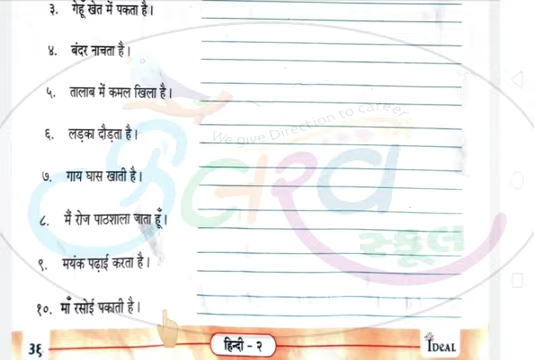 ३. गेहूँ खेत में पकता है।
४. बंदर नाचता है।
५. तालाब में कमल खिला है।
६. लड़का दौड़ता है।
७. गाय घास खाती है।
८. मैं रोज पाठशाला जाता हूँ।
९. मयंक पढ़ाई करता है।
१०. माँ रसोई पकाती है।
We give Direction to career
કલરવ
સ્કૂલ
३६
हिन्दी - २
IDEAL